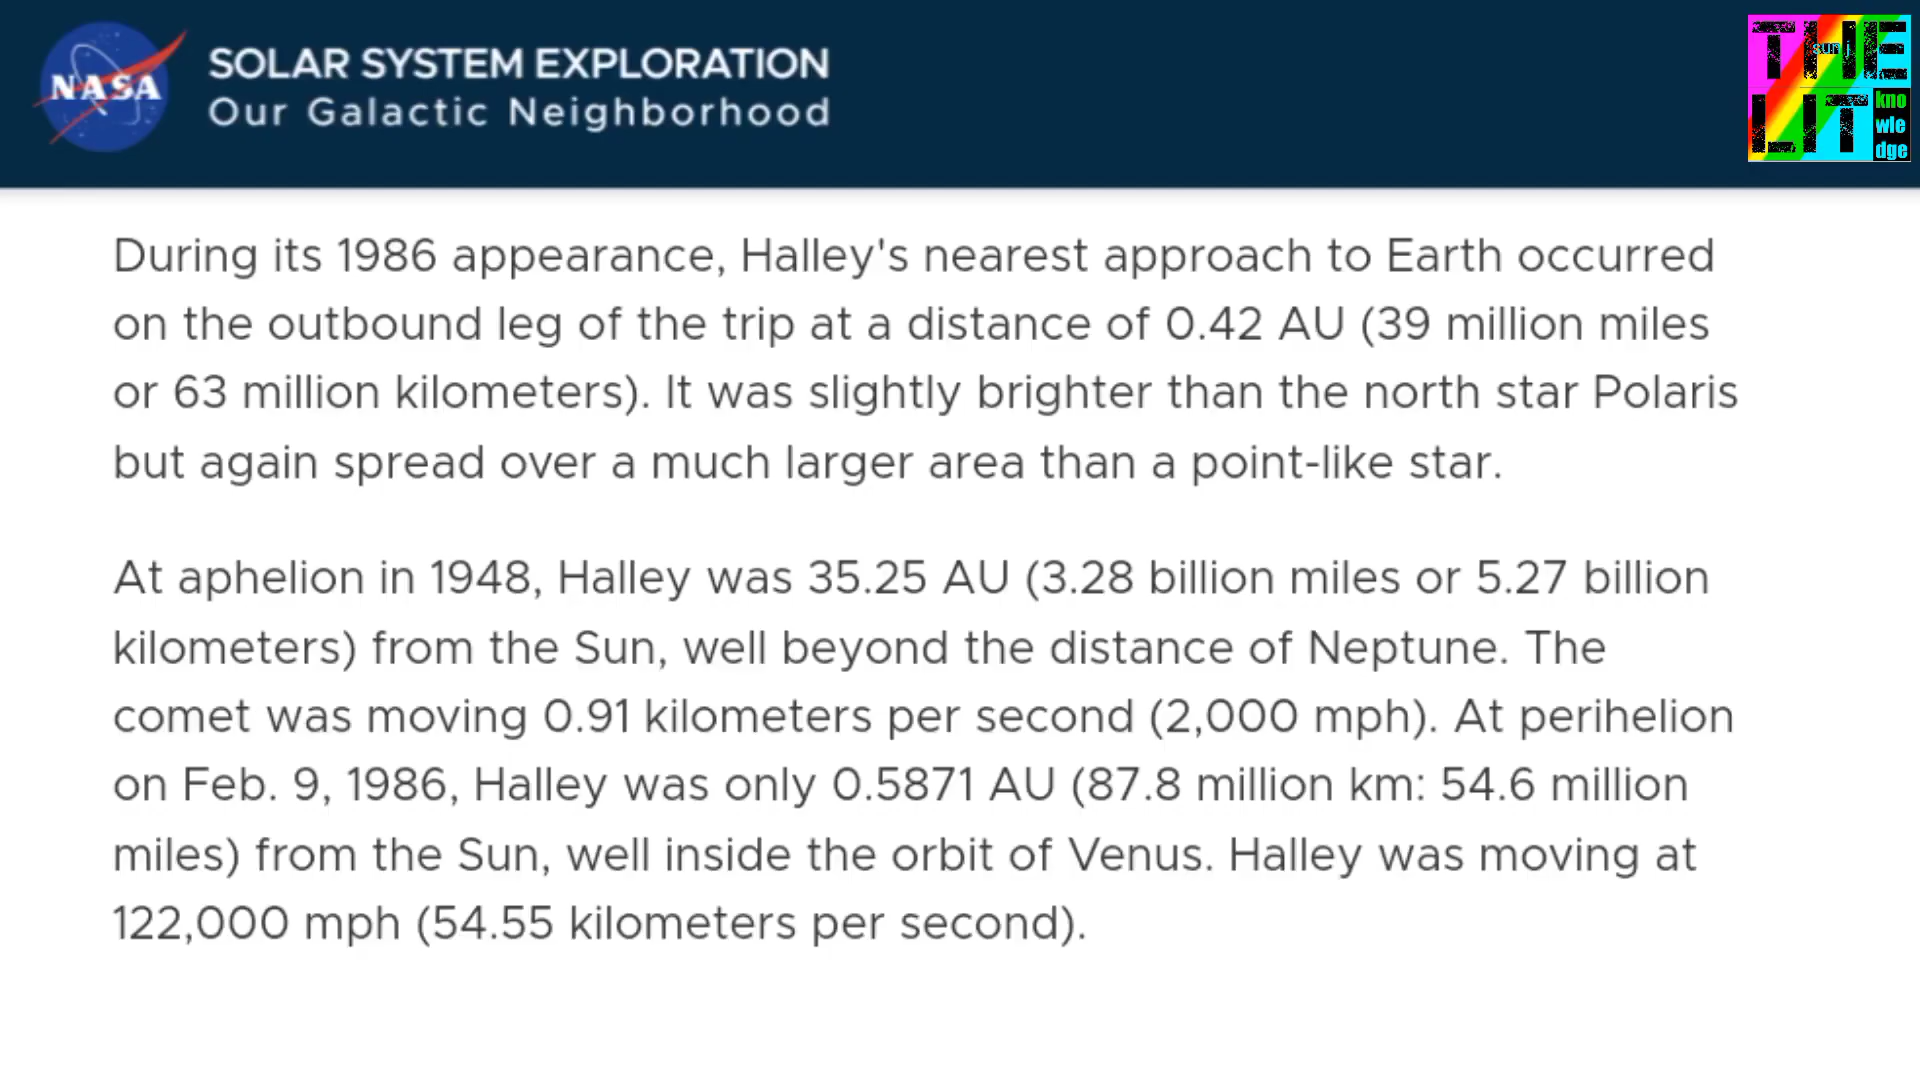 NASA
SOLAR SYSTEM EXPLORATION
Our Galactic Neighborhood
THE
sun j
LIT
kno
wle
dge
During its 1986 appearance, Halley's nearest approach to Earth occurred
on the outbound leg of the trip at a distance of 0.42 AU (39 million miles
or 63 million kilometers). It was slightly brighter than the north star Polaris
but again spread over a much larger area than a point-like star.
At aphelion in 1948, Halley was 35.25 AU (3.28 billion miles or 5.27 billion
kilometers) from the Sun, well beyond the distance of Neptune. The
comet was moving 0.91 kilometers per second (2,000 mph). At perihelion
on Feb. 9, 1986, Halley was only 0.5871 AU (87.8 million km: 54.6 million
miles) from the Sun, well inside the orbit of Venus. Halley was moving at
122,000 mph (54.55 kilometers per second).